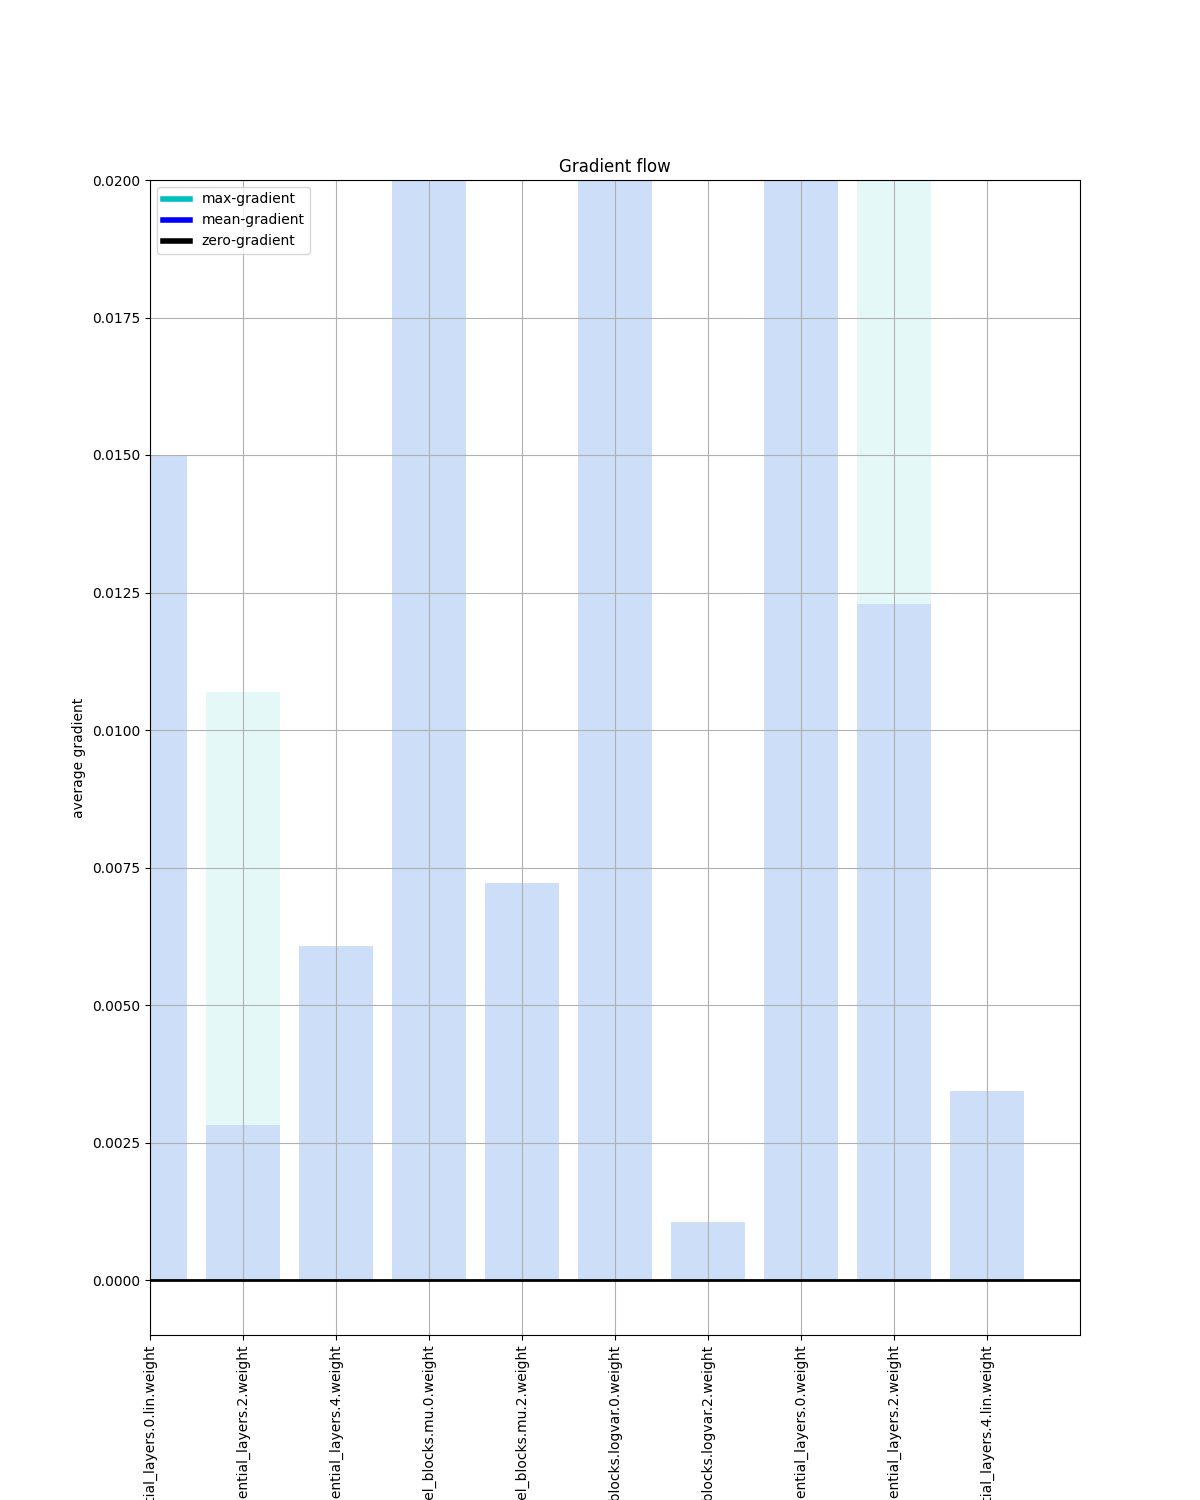 Gradient flow
max-gradient
mean-gradient
zero-gradient
0.0200
0.0175
0.0150
0.0125
0.0100
0.0075
0.0050
0.0025
0.0000
average gradient
tial_layers.0.lin.weight
ential_layers.2.weight
ential_layers.4.weight
el_blocks.mu.0.weight
el_blocks.mu.2.weight
blocks.logvar.0.weight
blocks.logvar.2.weight
ential_layers.0.weight
ential_layers.2.weight
tial_layers.4.lin.weight